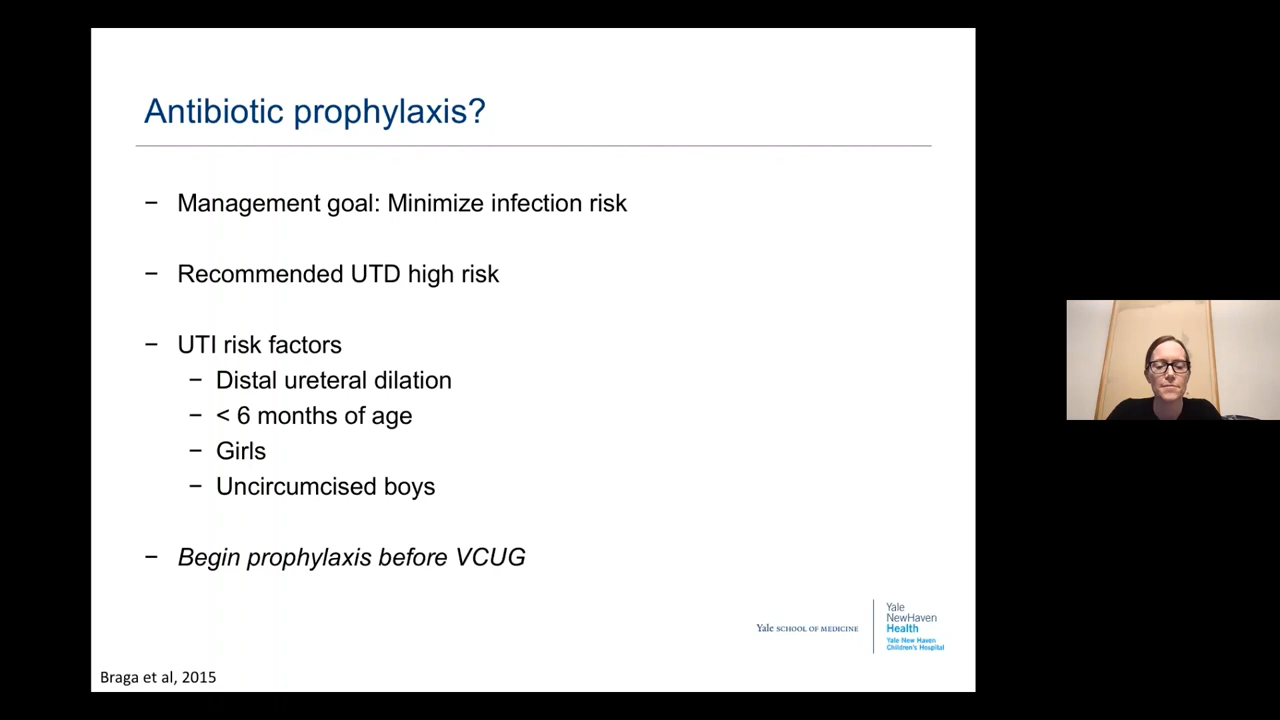 Antibiotic prophylaxis?
− Management goal: Minimize infection risk
− Recommended UTD high risk
− UTI risk factors
− Distal ureteral dilation
− < 6 months of age
− Girls
− Uncircumcised boys
− Begin prophylaxis before VCUG
Yale SCHOOL OF MEDICINE
Yale
NewHaven
Health
Yale New Haven
Children's Hospital
Braga et al, 2015